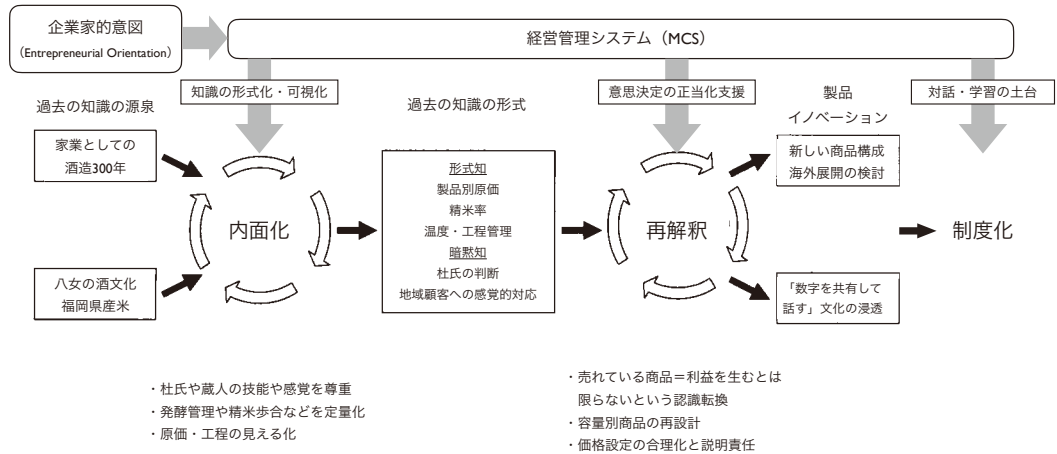 企業家的意図
(Entrepreneurial Orientation)
経営管理システム（MCS）
知識の形式化・可視化
意思決定の正当化支援
対話・学習の土台
過去の知識の源泉
過去の知識の形式
製品
イノベーション
家業としての
酒造300年
八女の酒文化
福岡県産米
内面化
形式知
製品別原価
精米率
温度・工程管理
暗黙知
杜氏の判断
地域顧客への感覚的対応
再解釈
新しい商品構成
海外展開の検討
「数字を共有して
話す」文化の浸透
制度化
・杜氏や蔵人の技能や感覚を尊重
・発酵管理や精米歩合などを定量化
・原価・工程の見える化
・売れている商品＝利益を生むとは
限らないという認識転換
・容量別商品の再設計
・価格設定の合理化と説明責任